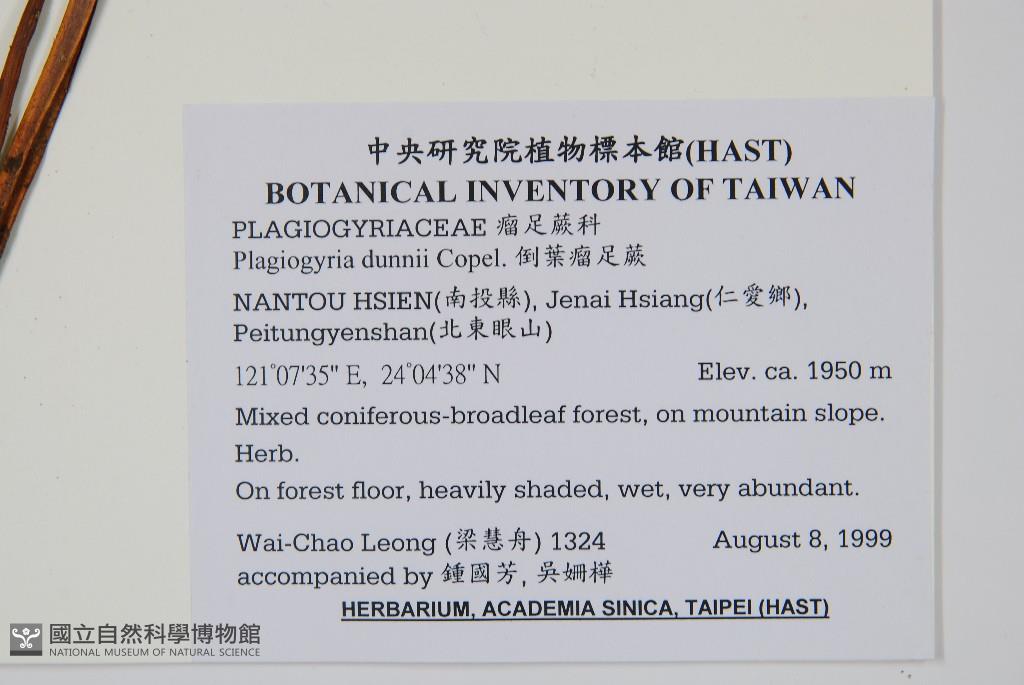 中央研究院植物標本館(HAST)
BOTANICAL INVENTORY OF TAIWAN
PLAGIOGYRIACEAE 瘤足蕨科
Plagiogyria dunnii Copel. 倒葉瘤足蕨
NANTOU HSIEN(南投縣), Jenai Hsiang(仁愛鄉),
Peitungyenshan(北東眼山)
121°07'35" E, 24°04'38" N Elev. ca. 1950 m
Mixed coniferous-broadleaf forest, on mountain slope.
Herb.
On forest floor, heavily shaded, wet, very abundant.
Wai-Chao Leong (梁慧舟) 1324 August 8, 1999
accompanied by 鍾國芳, 吳姍樺
HERBARIUM, ACADEMIA SINICA, TAIPEI (HAST)
國立自然科學博物館
NATIONAL MUSEUM OF NATURAL SCIENCE